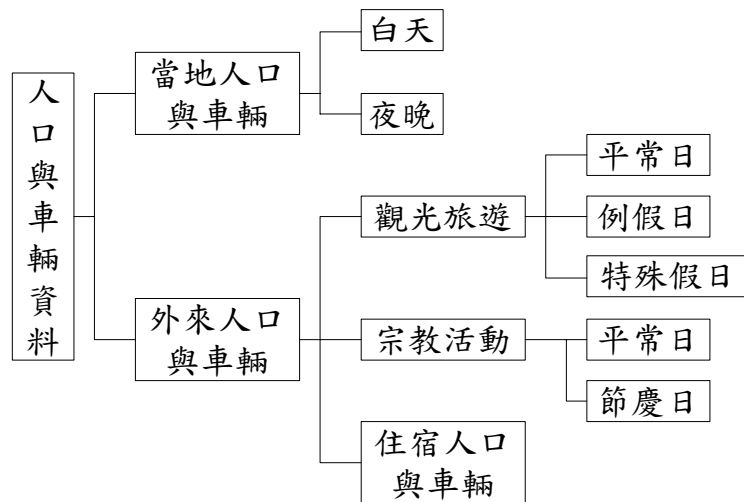 人口與車輛資料
當地人口
與車輛
白天
夜晚
外來人口
與車輛
觀光旅遊
平常日
例假日
特殊假日
宗教活動
平常日
節慶日
住宿人口
與車輛